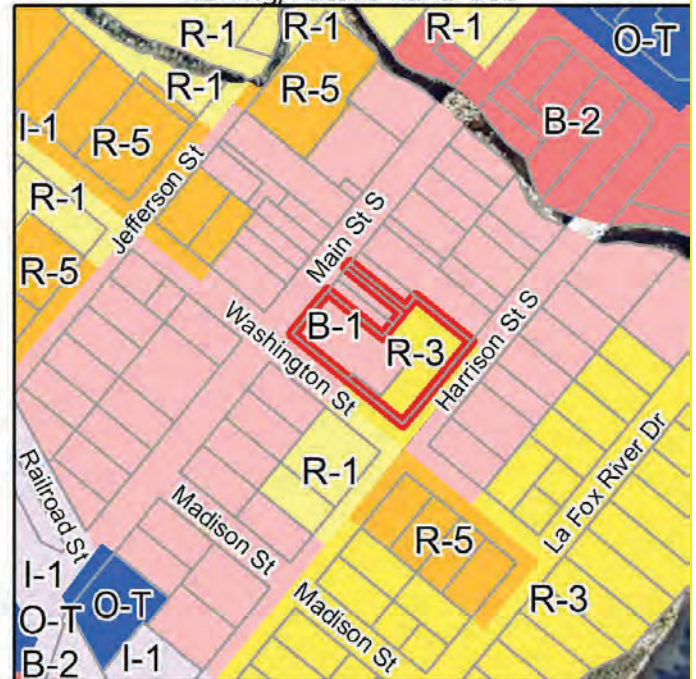 R-1
R-1
R-1
O-T
R-1
R-5
B-2
I-1
R-5
R-1
Jefferson St
Main St S
R-5
B-1
R-3
Washington St
Harrison St S
R-1
La Fox River Dr
Railroad St
Madison St
R-5
I-1
O-T
R-3
O-T
Madison St
B-2
I-1